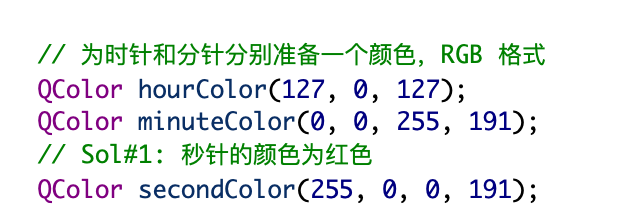 // 为时针和分针分别准备一个颜色，RGB 格式
QColor hourColor(127, 0, 127);
QColor minuteColor(0, 0, 255, 191);
// Sol#1: 秒针的颜色为红色
QColor secondColor(255, 0, 0, 191);